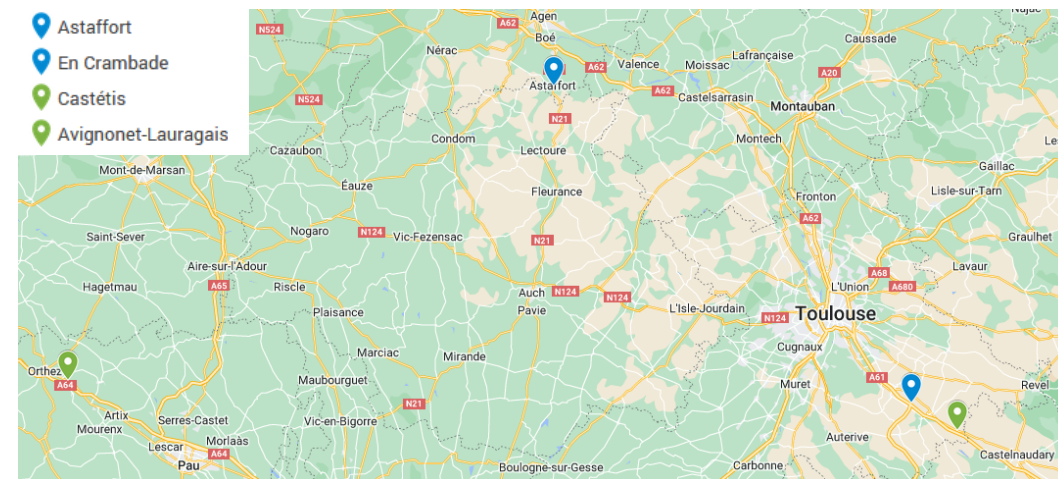 Astaffort
En Crambade
Castétis
Avignonet-Lauragais
Agen
N524
A62
Boé
Caussade
Nérac
Lafrançaise
A62
Valence
Moissac
A20
Astaffort
A62
Castelsarrasin
N524
Montauban
N21
Condom
Montech
Cazaubon
Lectoure
Mont-de-Marsan
Gaillac
Éauze
Fleurance
Lisle-sur-Tarn
Fronton
A62
Nogaro
N124
Vic-Fezensac
Saint-Sever
N21
Graulhet
Aire-sur-l'Adour
A68
Lavaur
Hagetmau
A65
Riscle
L'Union
A680
Auch
N124
N124
Pavie
L'Isle-Jourdain
Plaisance
N124
Toulouse
Cugnaux
Marciac
Mirande
Orthez
A64
Maubourguet
A61
Muret
Revel
N21
Artix
Serres-Castet
Vic-en-Bigorre
Mourenx
Auterive
Morlaàs
Lescar
A64
Castelnaudary
Pau
Boulogne-sur-Gesse
Carbonne